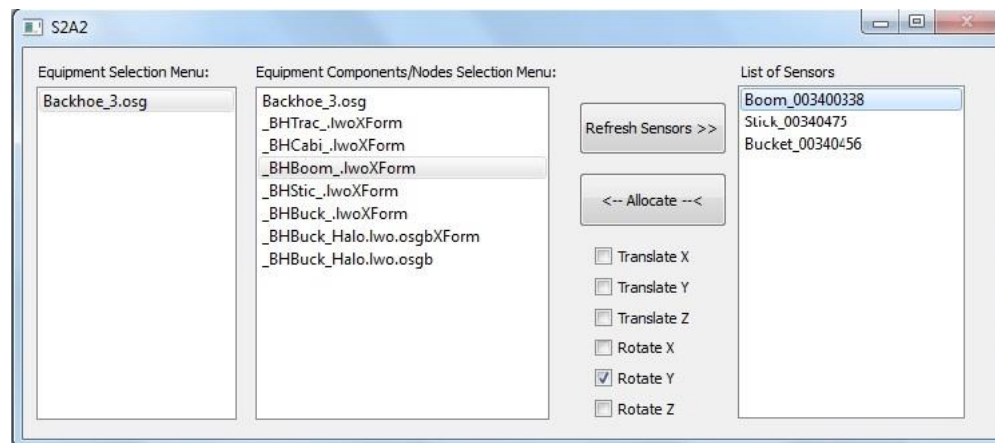 S2A2
Equipment Selection Menu:
Backhoe_3.osg
Equipment Components/Nodes Selection Menu:
Backhoe_3.osg
_BHTrac_.lwoXForm
_BHCabi_.lwoXForm
_BHBoom_.lwoXForm
_BHStic_.lwoXForm
_BHBuck_.lwoXForm
_BHBuck_Halo.lwo.osgbXForm
_BHBuck_Halo.lwo.osgb
Refresh Sensors >>
<-- Allocate --<
Translate X
Translate Y
Translate Z
Rotate X
Rotate Y
Rotate Z
List of Sensors
Boom_003400338
Stick_00340475
Bucket_00340456